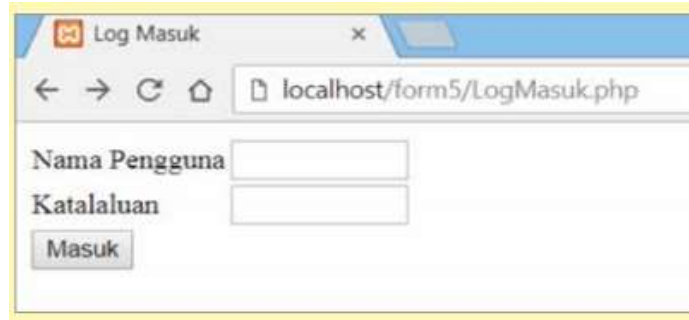 Log Masuk
localhost/form5/LogMasuk.php
Nama Pengguna
Katalaluan
Masuk